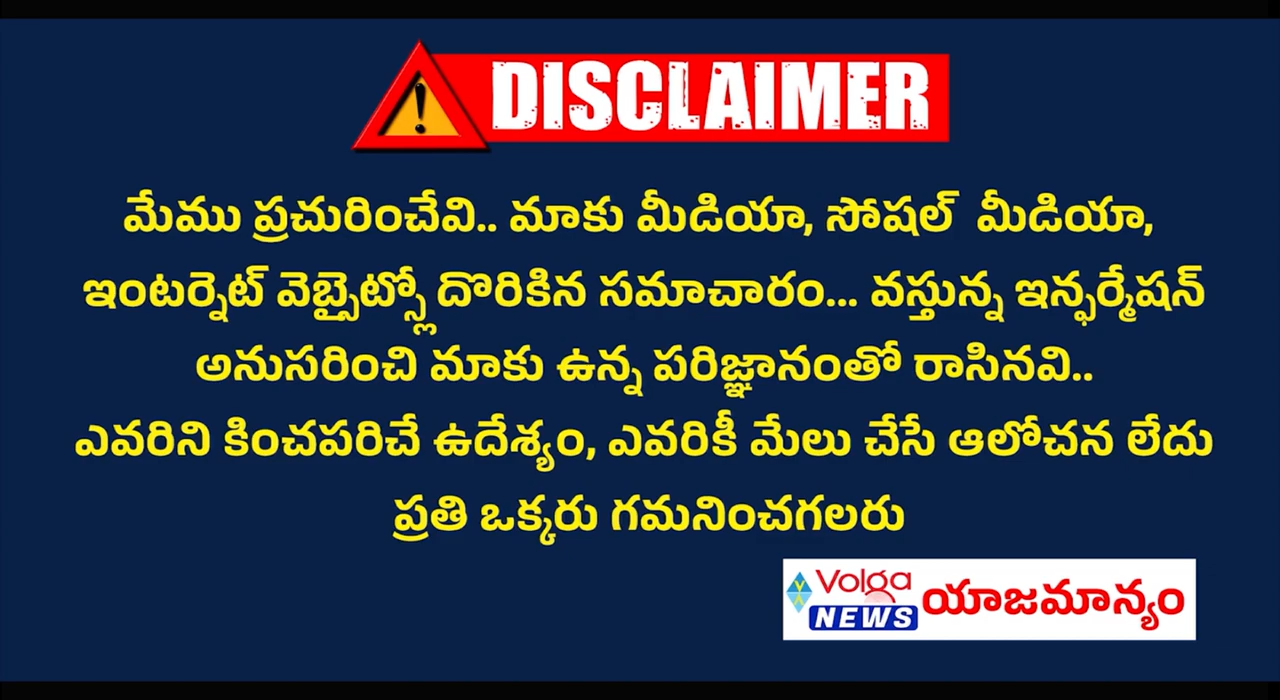 DISCLAIMER
మేము ప్రచురించేవి.. మాకు మీడియా, సోషల్ మీడియా,
ఇంటర్నెట్ వెబ్సైట్స్లో దొరికిన సమాచారం... వస్తున్న ఇన్ఫర్మేషన్
అనుసరించి మాకు ఉన్న పరిజ్ఞానంతో రాసినవి..
ఎవరిని కించపరిచే ఉదేశ్యం, ఎవరికీ మేలు చేసే ఆలోచన లేదు
ప్రతి ఒక్కరు గమనించగలరు
Volga NEWS యాజమాన్యం